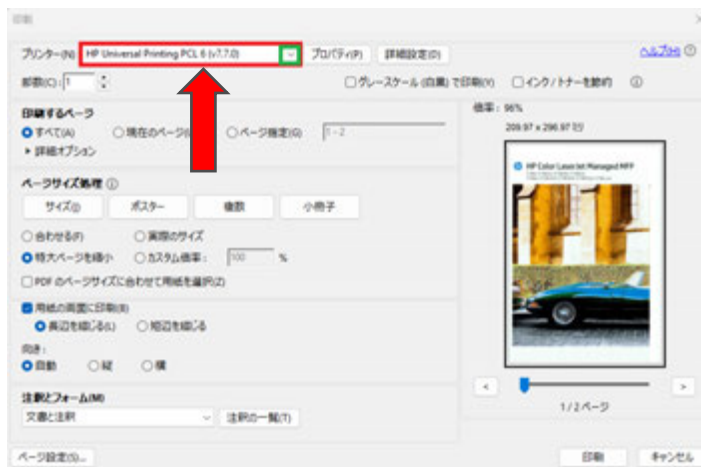 印刷
プリンター(N): HP Universal Printing PCL 6 (v7.7.0) プロパティ(P) 詳細設定(D) ヘルプ(H)
部数(C): 1 グレースケール (白黒) で印刷(Y) インク/トナーを節約
印刷するページ 倍率: 96%
すべて(A) 現在のページ ページ指定(G) 1 - 2 209.97 x 296.97 ミリ
詳細オプション
HP Color LaserJet Managed MFP
ページサイズ処理
サイズ(I) ポスター 複数 小冊子
合わせる(F) 実際のサイズ
特大ページを縮小 カスタム倍率: 100 %
PDF のページサイズに合わせて用紙を選択(Z)
用紙の両面に印刷(B)
長辺を綴じる(L) 短辺を綴じる
向き:
自動 縦 横
< >
注釈とフォーム(M) 1 / 2 ページ
文書と注釈 注釈の一覧(T)
ページ設定(S)... 印刷 キャンセル